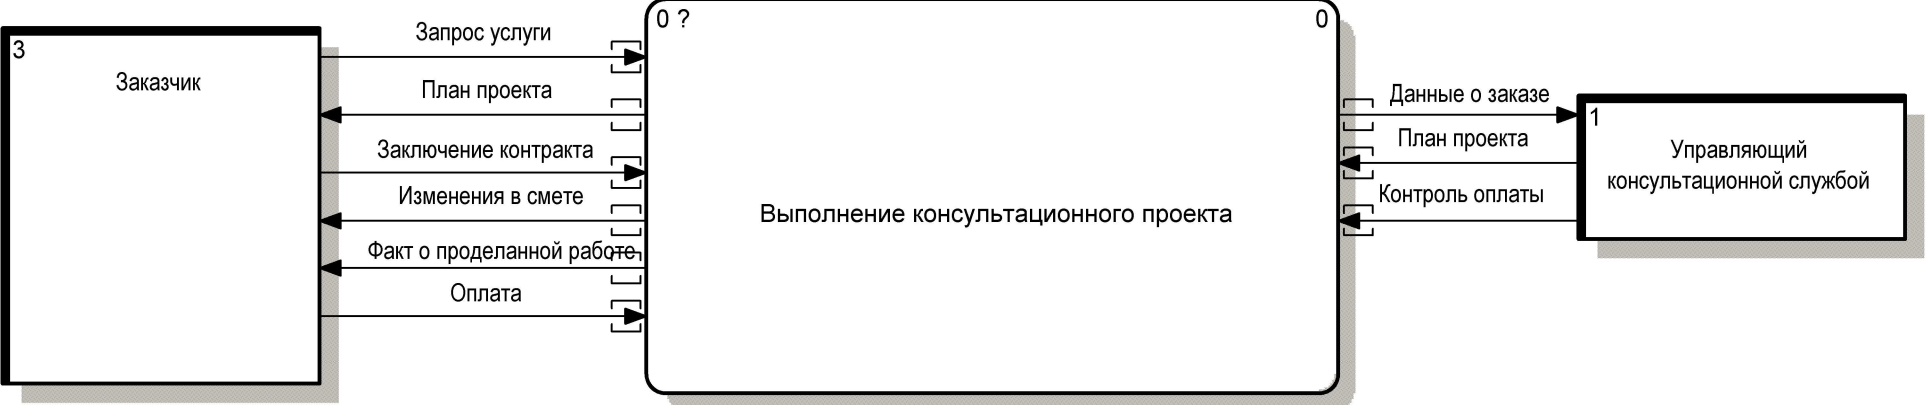 3
Заказчик
Запрос услуги
План проекта
Заключение контракта
Изменения в смете
Факт о проделанной работе
Оплата
0 ?
0
Выполнение консультационного проекта
Данные о заказе
План проекта
Контроль оплаты
1
Управляющий
консультационной службой